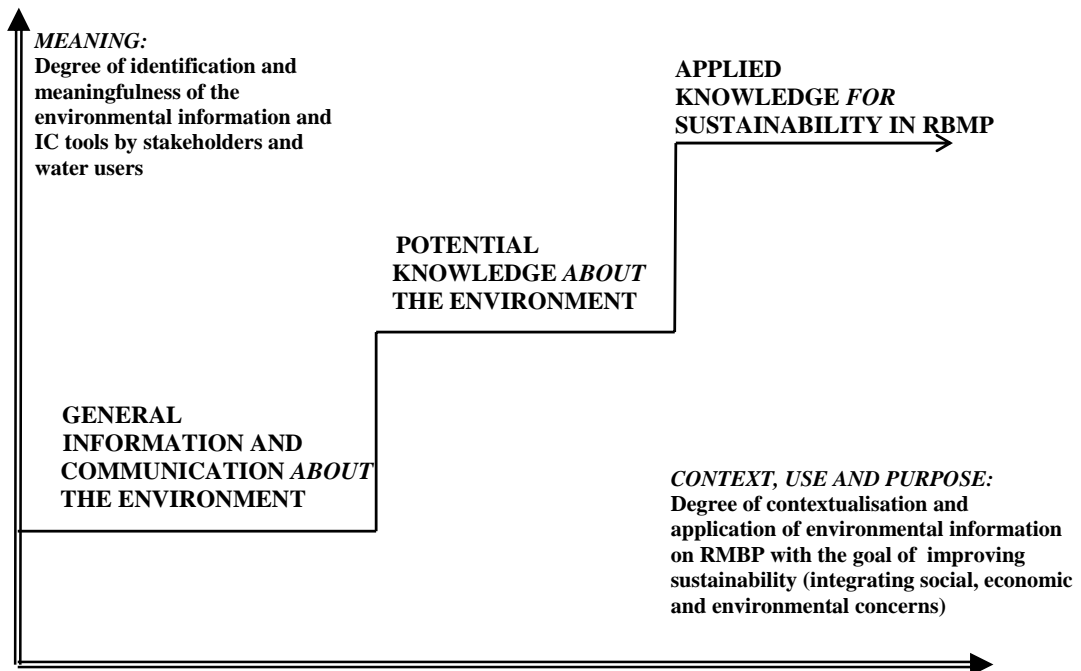 MEANING:
Degree of identification and
meaningfulness of the
environmental information and
IC tools by stakeholders and
water users
APPLIED
KNOWLEDGE FOR
SUSTAINABILITY IN RBMP
POTENTIAL
KNOWLEDGE ABOUT
THE ENVIRONMENT
GENERAL
INFORMATION AND
COMMUNICATION ABOUT
THE ENVIRONMENT
CONTEXT, USE AND PURPOSE:
Degree of contextualisation and
application of environmental information
on RMBP with the goal of improving
sustainability (integrating social, economic
and environmental concerns)